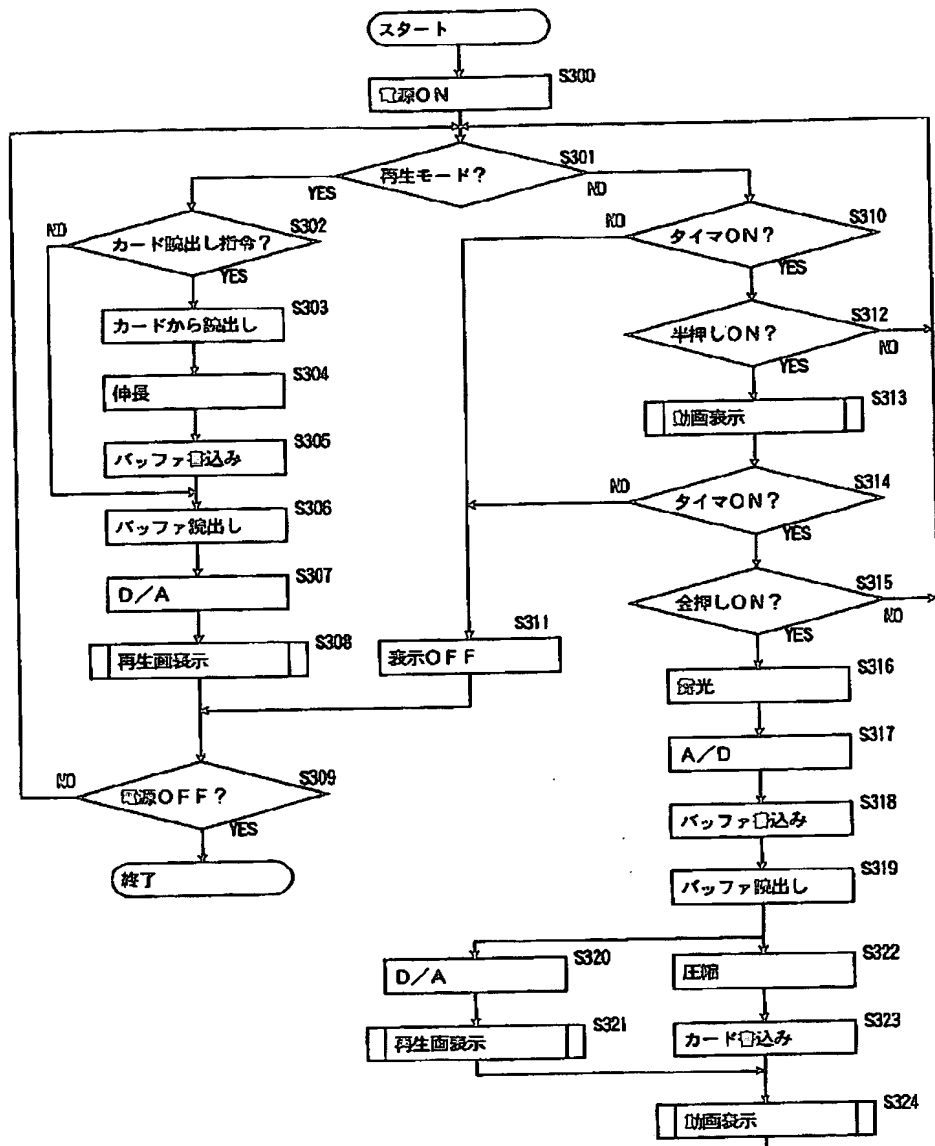 スタート
電源ON
S300
再生モード?
S301
YES
NO
カード読出し指令?
S302
NO
YES
カードから読出し
S303
伸長
S304
バッファ書込み
S305
バッファ読出し
S306
D/A
S307
再生画表示
S308
電源OFF?
S309
NO
YES
終了
タイマON?
S310
NO
YES
表示OFF
S311
半押しON?
S312
NO
YES
動画表示
S313
タイマON?
S314
NO
YES
全押しON?
S315
NO
YES
露光
S316
A/D
S317
バッファ書込み
S318
バッファ読出し
S319
D/A
S320
再生画表示
S321
圧縮
S322
カード書込み
S323
動画表示
S324